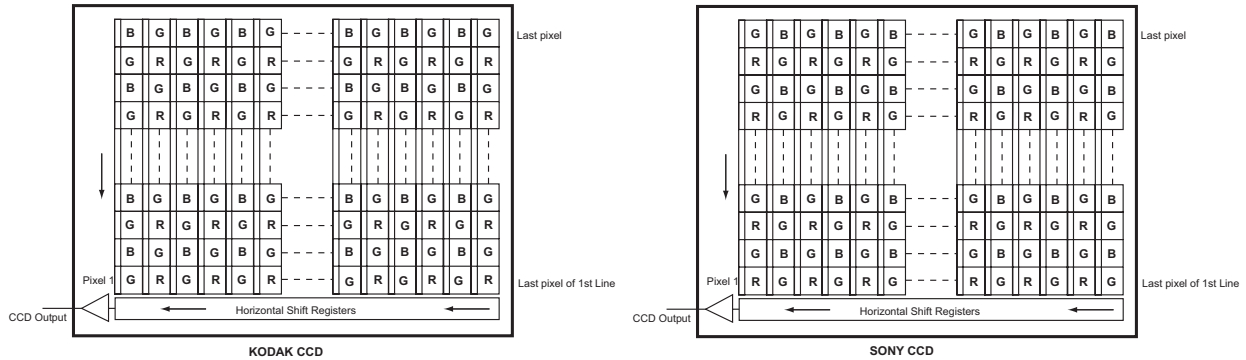 B G B G B G B G B G B G Last pixel
G R G R G R G R G R G R
B G B G B G B G B G B G
G R G R G R G R G R G R
B G B G B G B G B G B G
G R G R G R G R G R G R
B G B G B G B G B G B G
Pixel 1 G R G R G R G R G R G R Last pixel of 1st Line
Horizontal Shift Registers
CCD Output
KODAK CCD
G B G B G B G B G B G B Last pixel
R G R G R G R G R G R G
G B G B G B G B G B G B
R G R G R G R G R G R G
G B G B G B G B G B G B
R G R G R G R G R G R G
G B G B G B G B G B G B
Pixel 1 R G R G R G R G R G R G Last pixel of 1st Line
Horizontal Shift Registers
CCD Output
SONY CCD